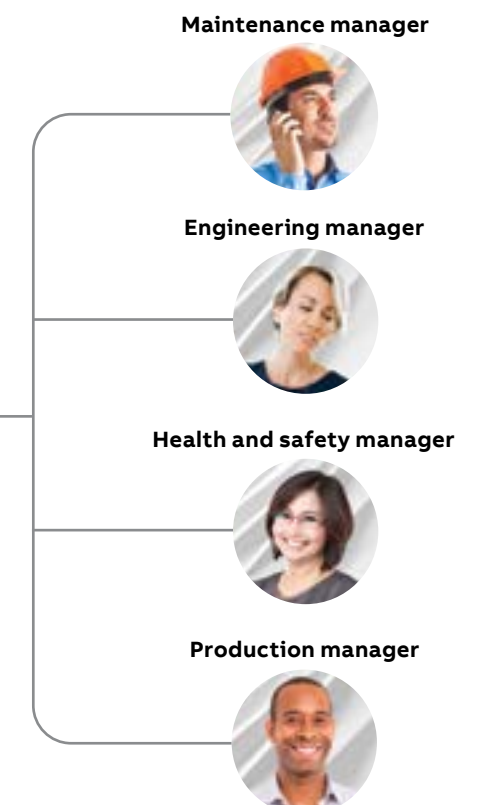 Maintenance manager
Engineering manager
Health and safety manager
Production manager